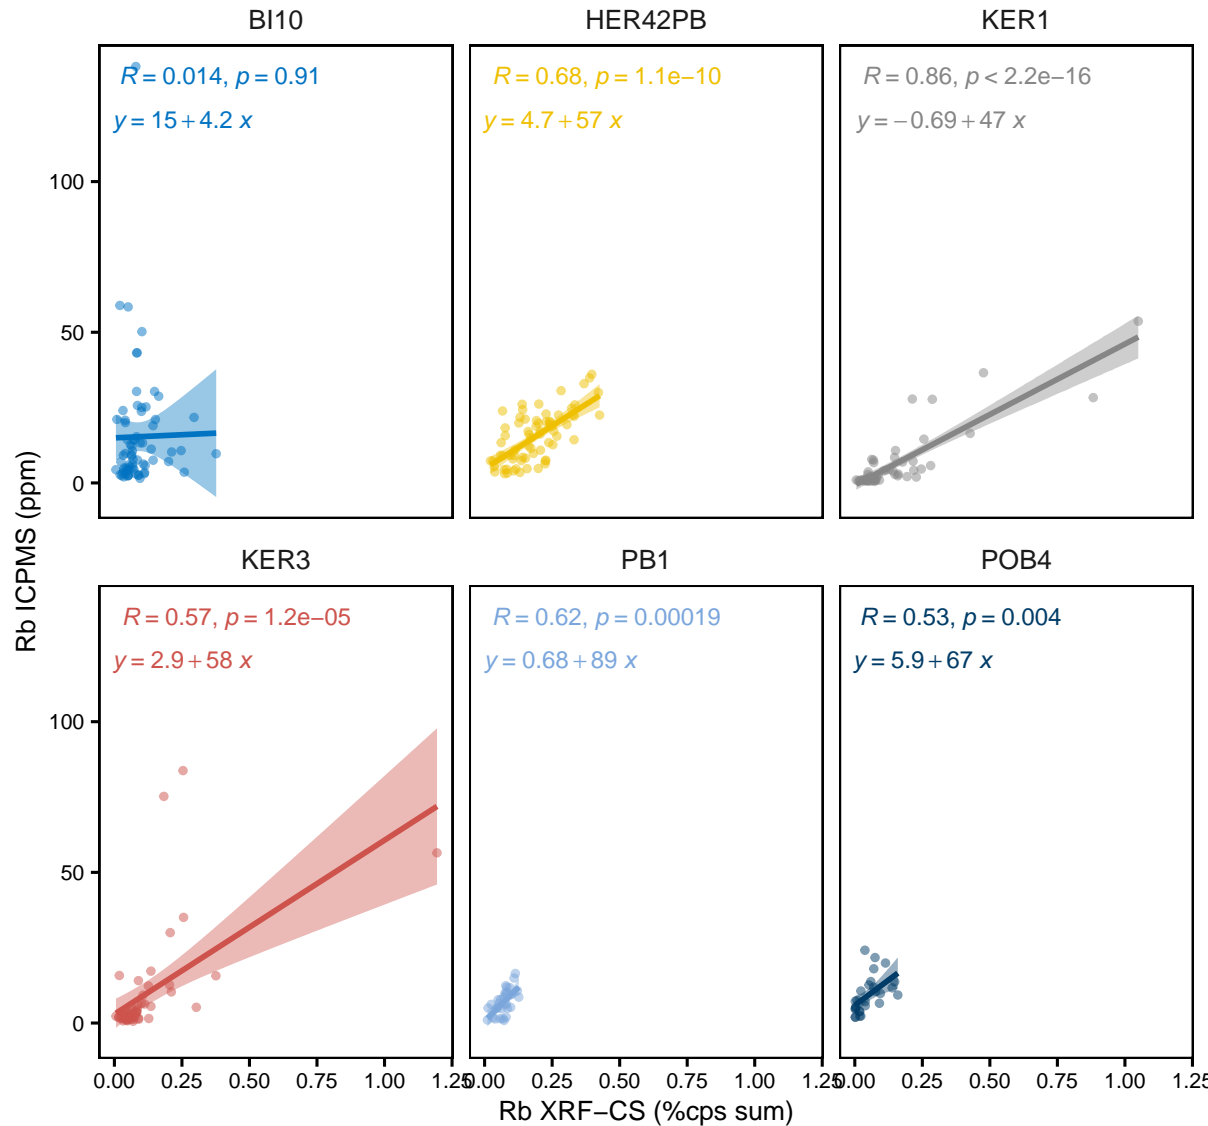 BI10 HER42PB KER1
R = 0.014, p = 0.91 R = 0.68, p = 1.1e−10 R = 0.86, p < 2.2e−16
y = 15 + 4.2 x y = 4.7 + 57 x y = −0.69 + 47 x
100
50
0
KER3 PB1 POB4
R = 0.57, p = 1.2e−05 R = 0.62, p = 0.00019 R = 0.53, p = 0.004
y = 2.9 + 58 x y = 0.68 + 89 x y = 5.9 + 67 x
100
50
0
0.00 0.25 0.50 0.75 1.00 1.25 0.00 0.25 0.50 0.75 1.00 1.25 0.00 0.25 0.50 0.75 1.00 1.25
Rb XRF−CS (%cps sum)
Rb ICPMS (ppm)